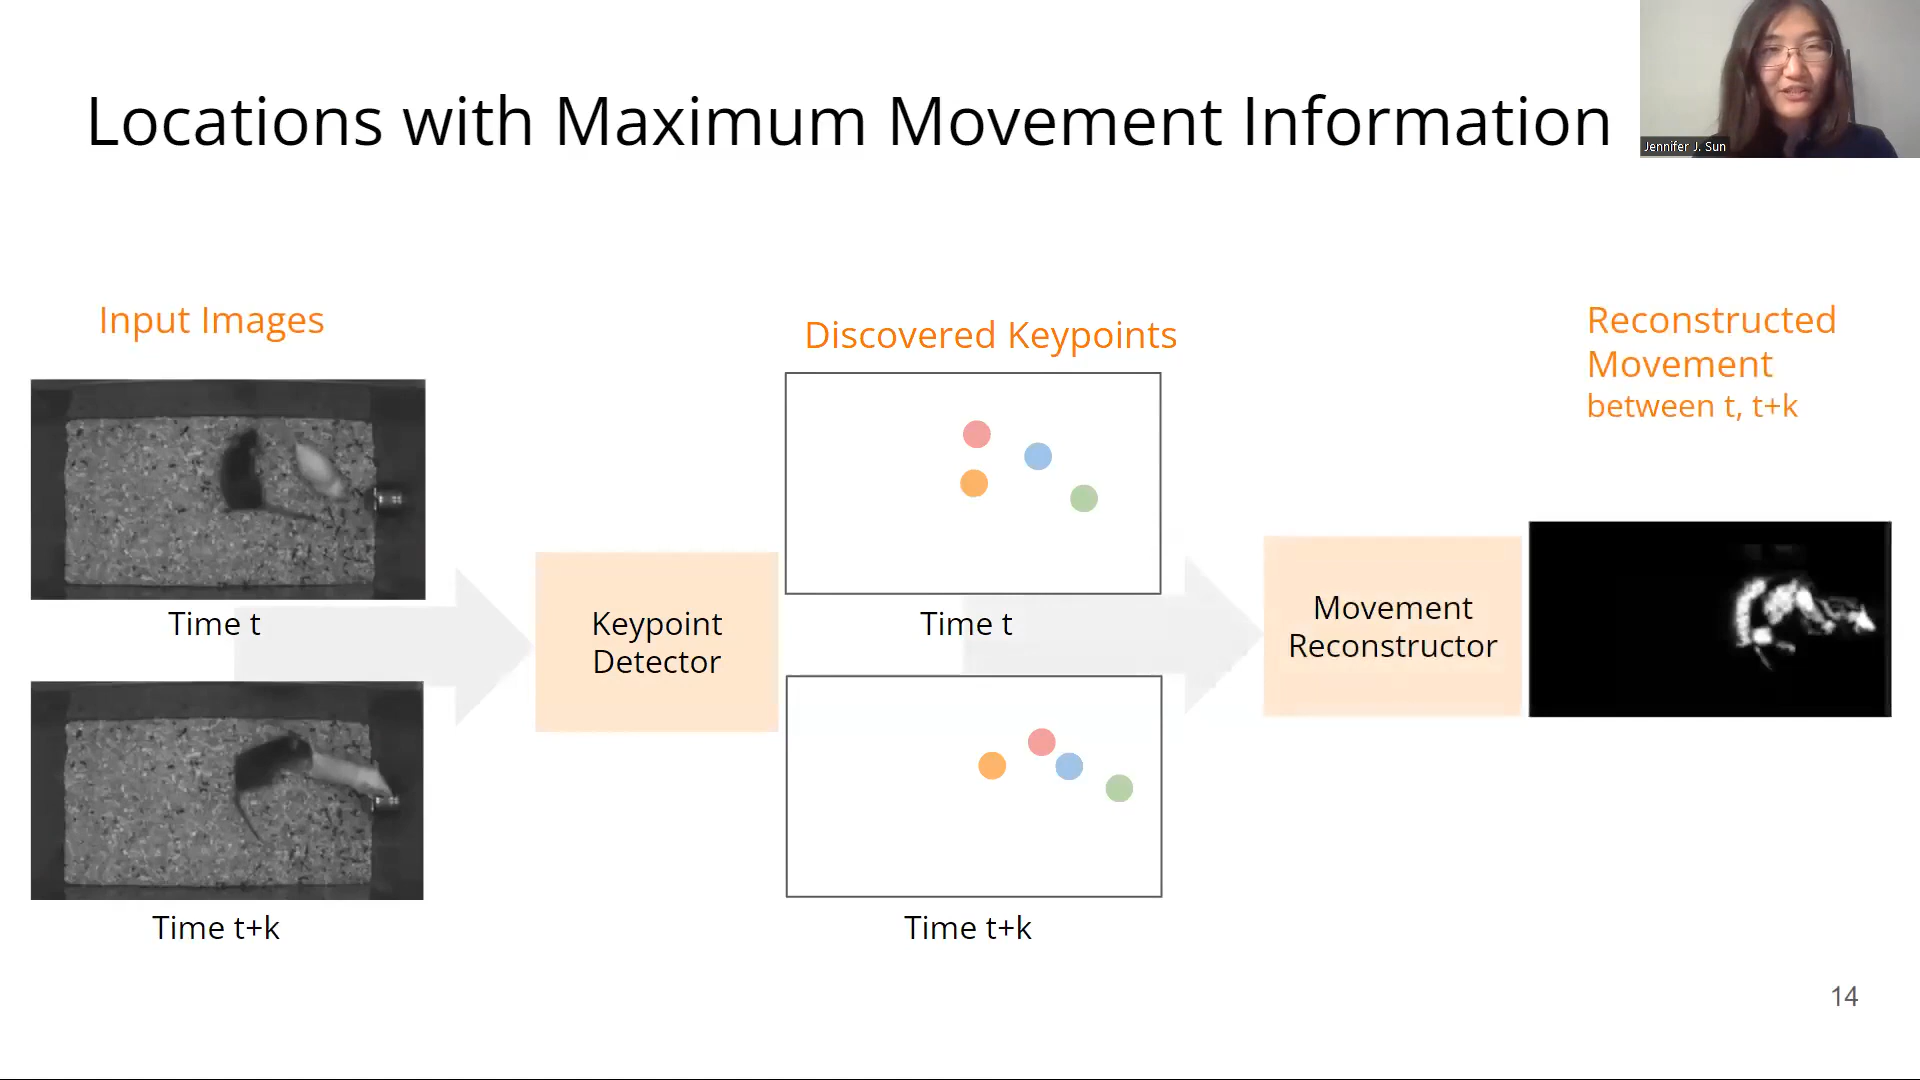 Locations with Maximum Movement Information
Jennifer J. Sun
Input Images
Time t
Time t+k
Keypoint
Detector
Discovered Keypoints
Time t
Time t+k
Movement
Reconstructor
Reconstructed
Movement
between t, t+k
14